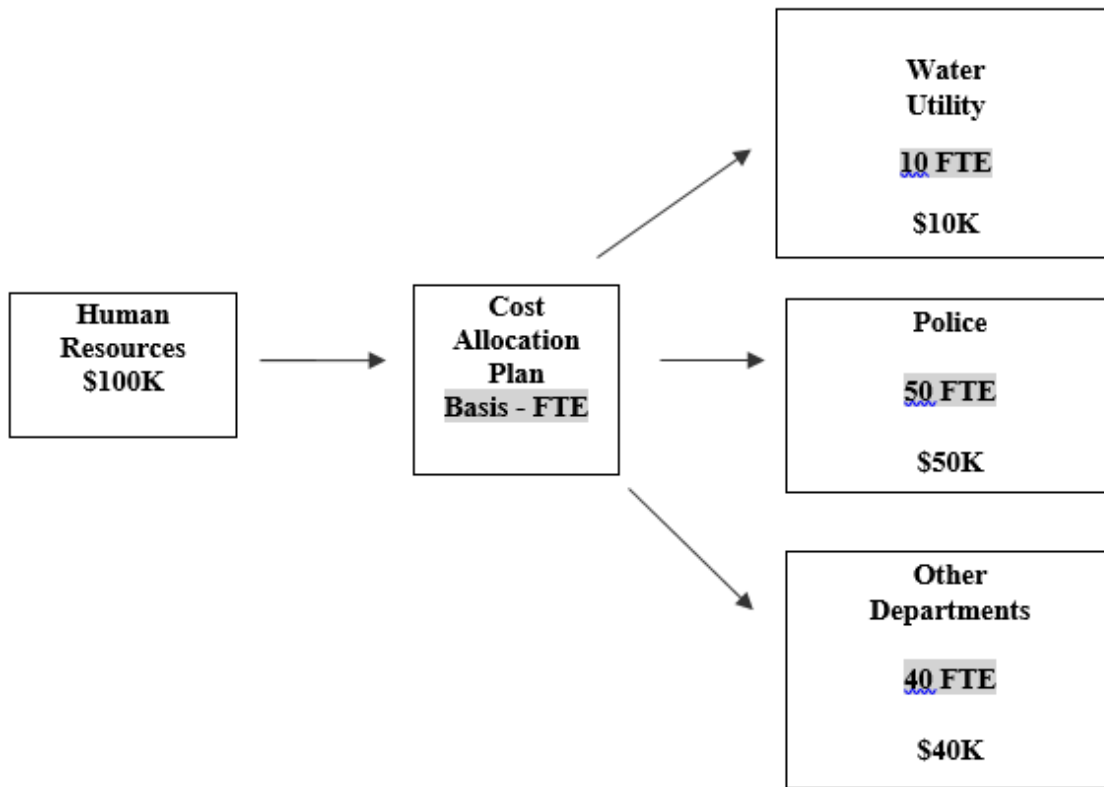 Human
Resources
$100K
Cost
Allocation
Plan
Basis - FTE
Water
Utility
10 FTE
$10K
Police
50 FTE
$50K
Other
Departments
40 FTE
$40K